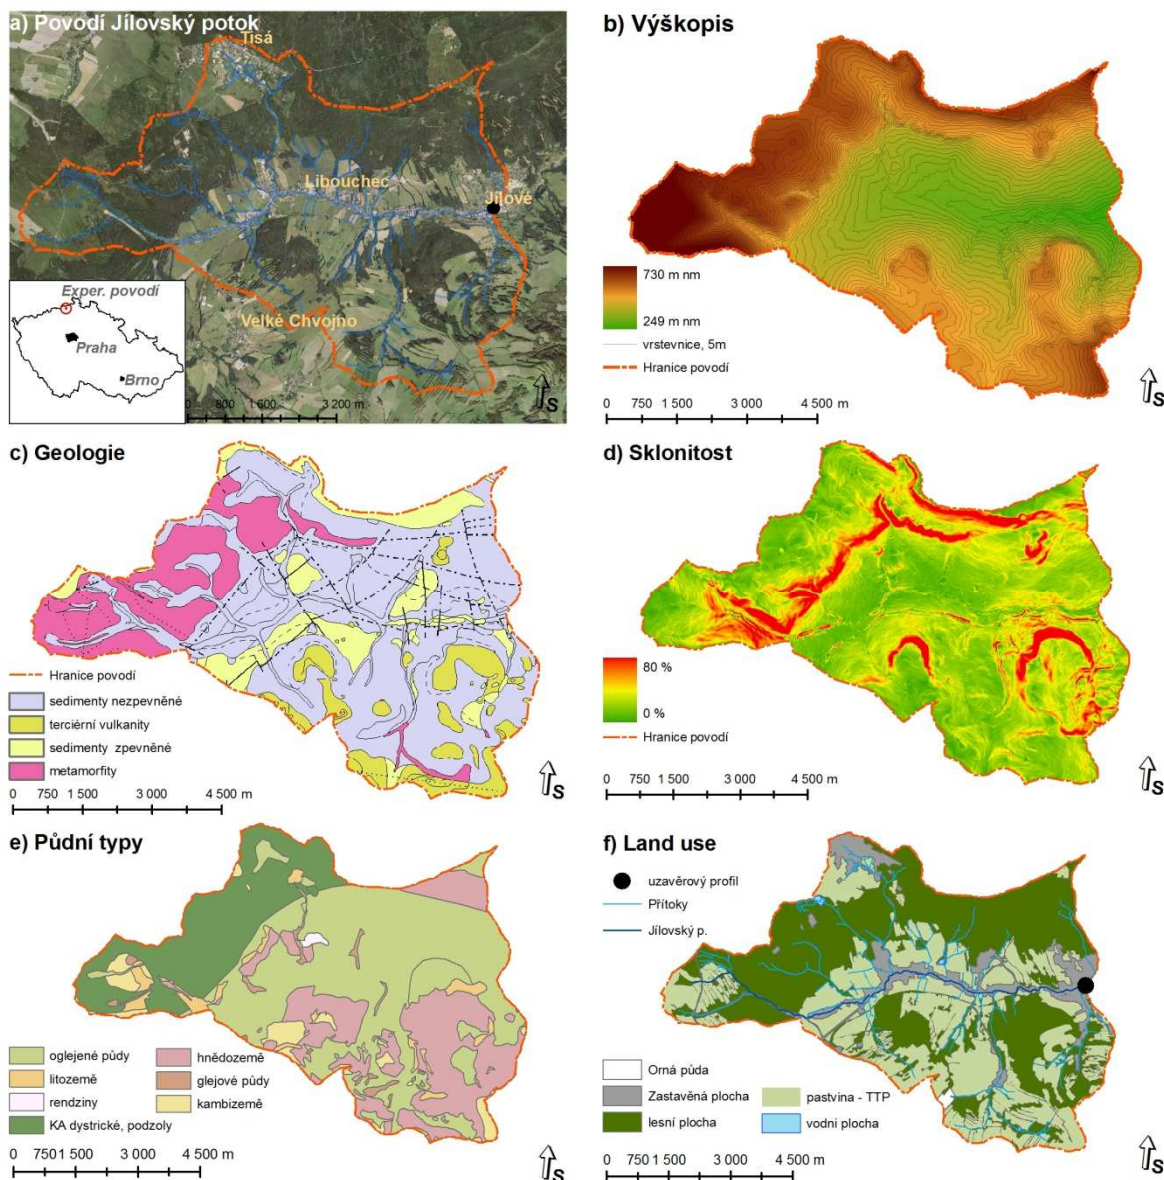 a) Povodí Jílovský potok
Tisá
Libouchec
Jílové
Velké Chvojno
Exper. povodí
Praha
Brno
0 800 1 600 3 200 m
S
b) Výškopis
730 m nm
249 m nm
vrstevnice, 5m
Hranice povodí
0 750 1 500 3 000 4 500 m
S
c) Geologie
Hranice povodí
sedimenty nezpevněné
terciérní vulkanity
sedimenty zpevněné
metamorfity
0 750 1 500 3 000 4 500 m
S
d) Sklonitost
80 %
0 %
Hranice povodí
0 750 1 500 3 000 4 500 m
S
e) Půdní typy
oglejené půdy
litozemě
rendziny
KA dystrické, podzoly
hnědozemě
glejové půdy
kambizemě
0 750 1 500 3 000 4 500 m
S
f) Land use
uzavěrový profil
Přítoky
Jílovský p.
Orná půda
Zastavěná plocha
lesní plocha
pastvina - TTP
vodní plocha
0 750 1 500 3 000 4 500 m
S